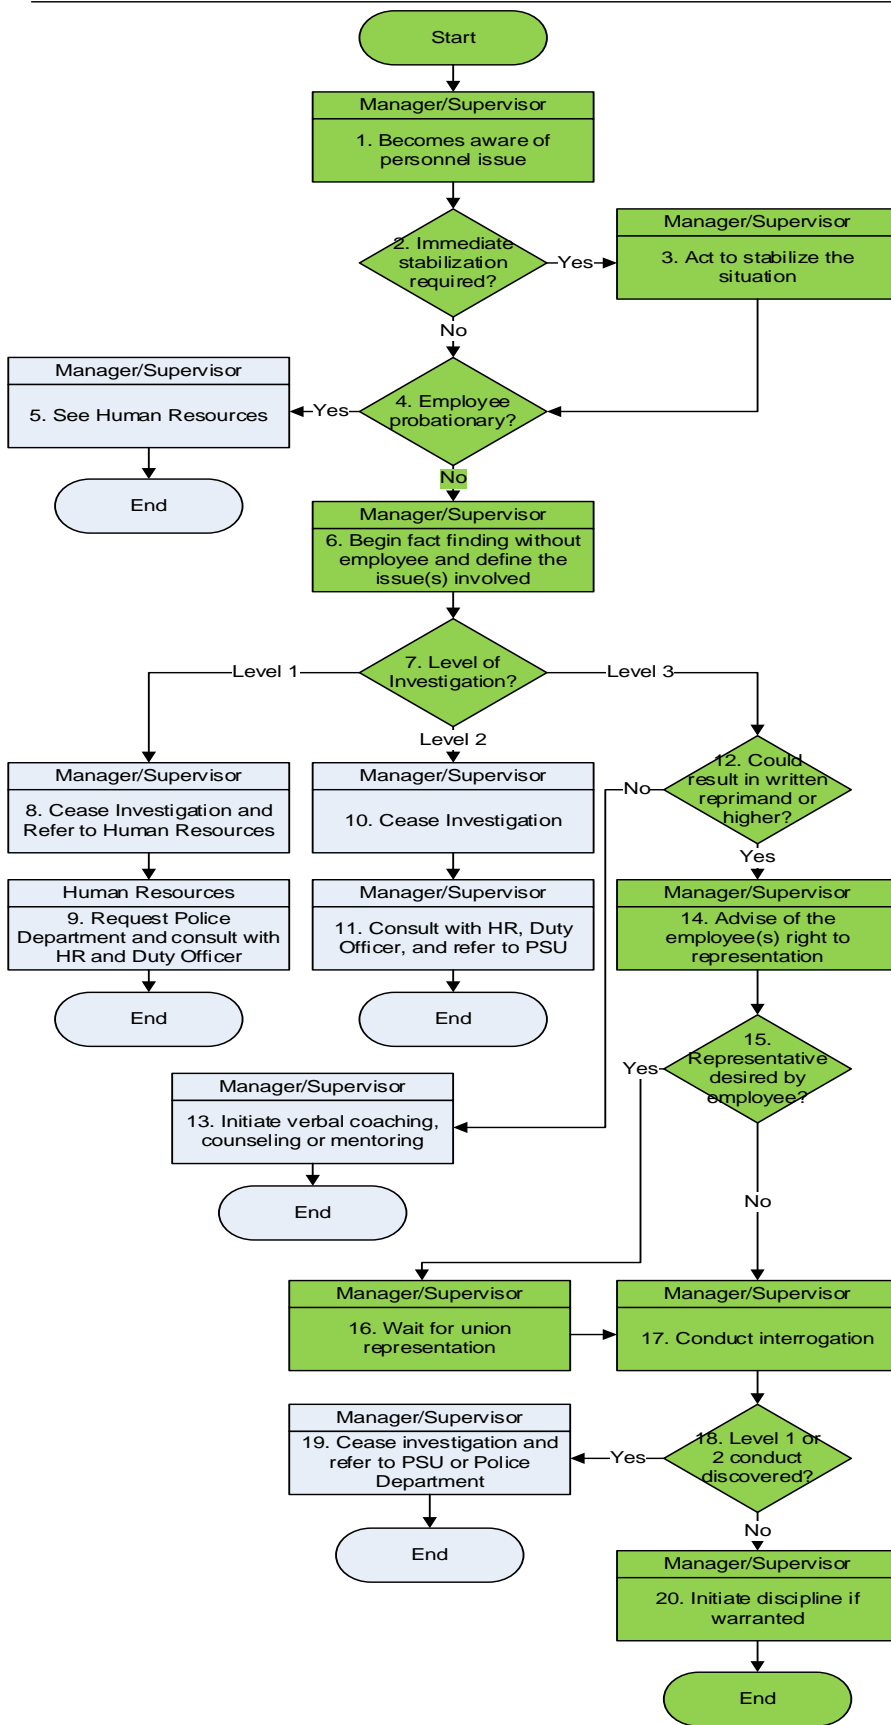 Start
Manager/Supervisor
1. Becomes aware of
personnel issue
2. Immediate
stabilization
required?
Yes
Manager/Supervisor
3. Act to stabilize the
situation
No
Manager/Supervisor
5. See Human Resources
Yes
4. Employee
probationary?
End
No
Manager/Supervisor
6. Begin fact finding without
employee and define the
issue(s) involved
7. Level of
Investigation?
Level 1
Level 2
Level 3
Manager/Supervisor
8. Cease Investigation and
Refer to Human Resources
Manager/Supervisor
10. Cease Investigation
No
12. Could
result in written
reprimand or
higher?
Yes
Human Resources
9. Request Police
Department and consult with
HR and Duty Officer
Manager/Supervisor
11. Consult with HR, Duty
Officer, and refer to PSU
Manager/Supervisor
14. Advise of the
employee(s) right to
representation
End
End
15.
Representative
desired by
employee?
Yes
Manager/Supervisor
13. Initiate verbal coaching,
counseling or mentoring
End
No
Manager/Supervisor
16. Wait for union
representation
Manager/Supervisor
17. Conduct interrogation
Manager/Supervisor
19. Cease investigation and
refer to PSU or Police
Department
Yes
18. Level 1 or
2 conduct
discovered?
End
No
Manager/Supervisor
20. Initiate discipline if
warranted
End